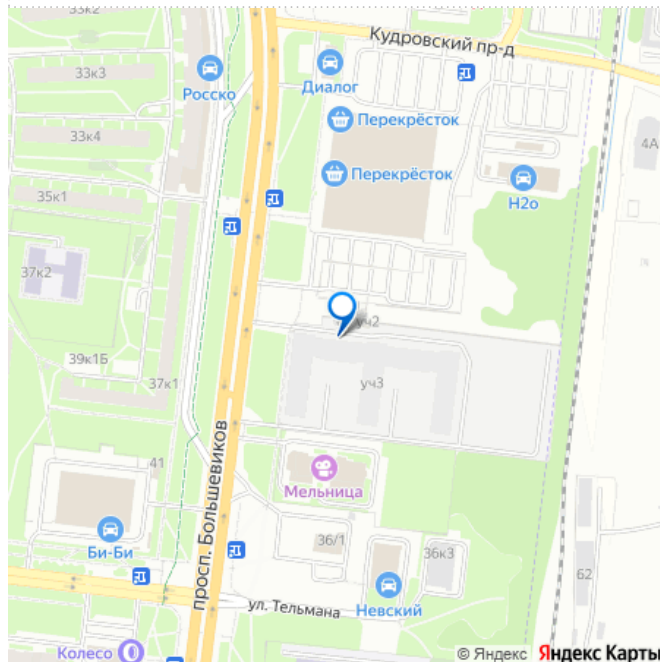 33к2
Кудровский пр-д
33к3
Росско
Диалог
Перекрёсток
33к4
4А
Перекрёсток
Н2о
35к1
37к2
уч2
39к1Б
37к1
уч3
просп. Большевиков
41
Мельница
Би-Би
36/1
36к3
62
ул. Тельмана
Невский
Колесо
© Яндекс Яндекс Карты